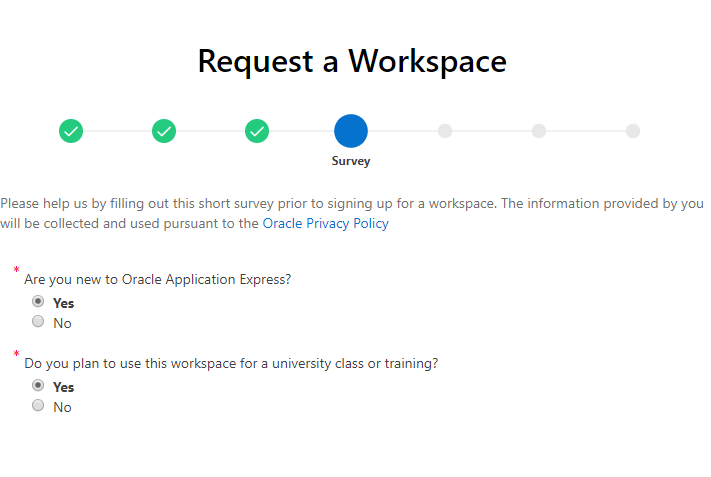 Request a Workspace
Survey
Please help us by filling out this short survey prior to signing up for a workspace. The information provided by you
will be collected and used pursuant to the Oracle Privacy Policy
* Are you new to Oracle Application Express?
Yes
No
* Do you plan to use this workspace for a university class or training?
Yes
No